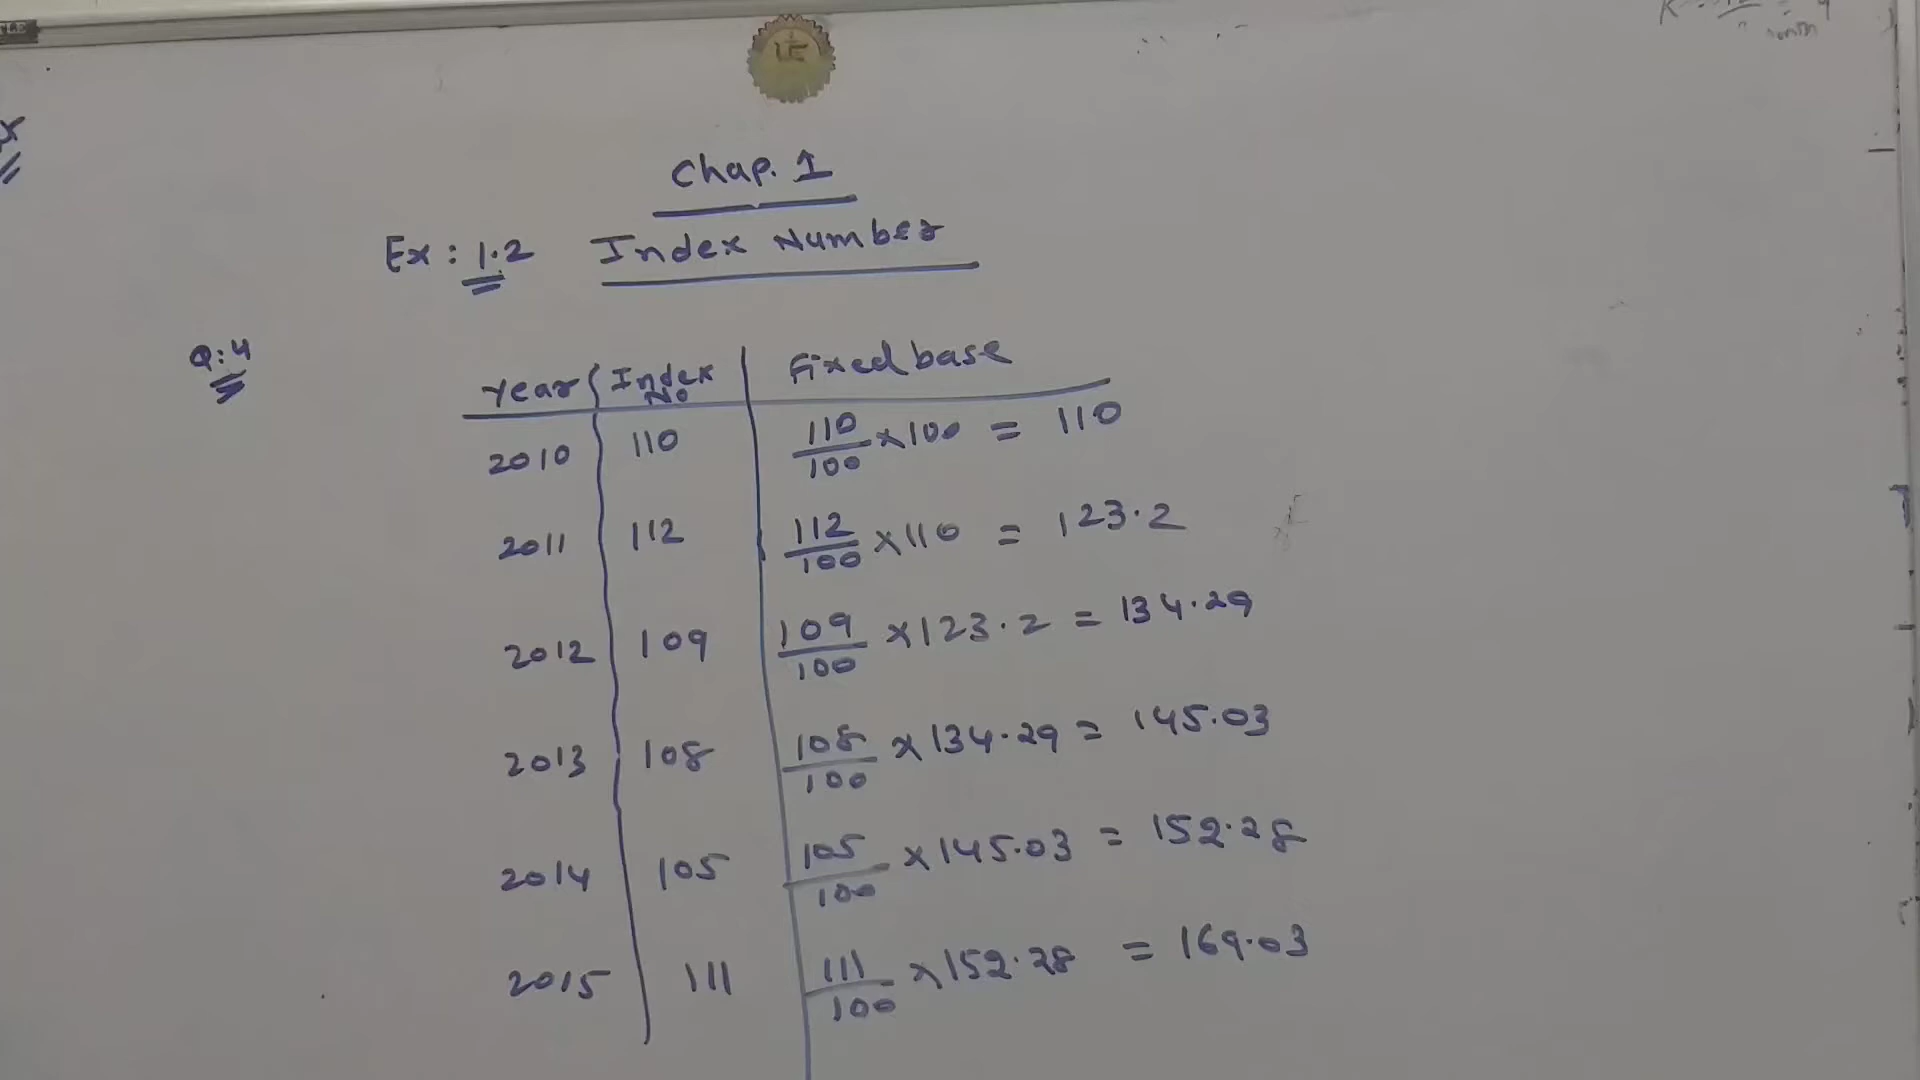 Chap. 1
Ex: 1.2 Index Number
Q:4
Year Index No Fixed base
2010 110 110/100 x100 = 110
2011 112 112/100 x110 = 123.2
2012 109 109/100 x123.2 = 134.29
2013 108 108/100 x134.29 = 145.03
2014 105 105/100 x145.03 = 152.28
2015 111 111/100 x152.28 = 169.03